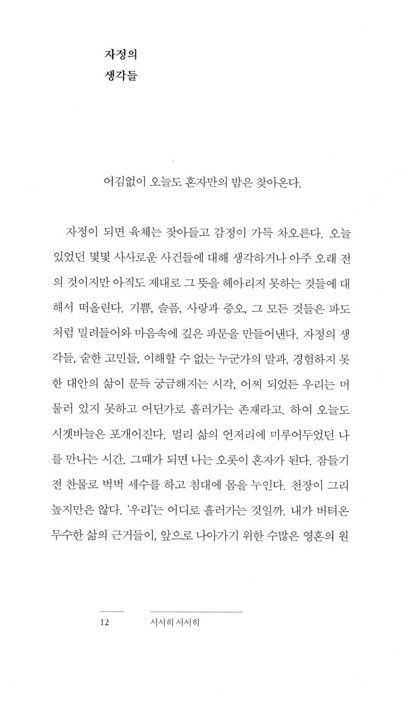 자정의
생각들
어김없이 오늘도 혼자만의 밤은 찾아온다.
자정이 되면 육체는 잦아들고 감정이 가득 차오른다. 오늘
있었던 몇몇 사사로운 사건들에 대해 생각하거나 아주 오래 전
의 것이지만 아직도 제대로 그 뜻을 헤아리지 못하는 것들에 대
해서 떠올린다. 기쁨, 슬픔, 사랑과 증오, 그 모든 것들은 파도
처럼 밀려들어와 마음속에 깊은 파문을 만들어낸다. 자정의 생
각들, 숱한 고민들, 이해할 수 없는 누군가의 말과, 경험하지 못
한 대안의 삶이 문득 궁금해지는 시각, 어찌 되었든 우리는 머
물러 있지 못하고 어딘가로 흘러가는 존재라고. 하여 오늘도
시곗바늘은 포개어진다. 멀리 삶의 언저리에 미루어두었던 나
를 만나는 시간. 그때가 되면 나는 오롯이 혼자가 된다. 잠들기
전 찬물로 벅벅 세수를 하고 침대에 몸을 누인다. 천장이 그리
높지만은 않다. ‘우리’는 어디로 흘러가는 것일까. 내가 버텨온
무수한 삶의 근거들이, 앞으로 나아가기 위한 수많은 영혼의 원
12 서서히 서서히